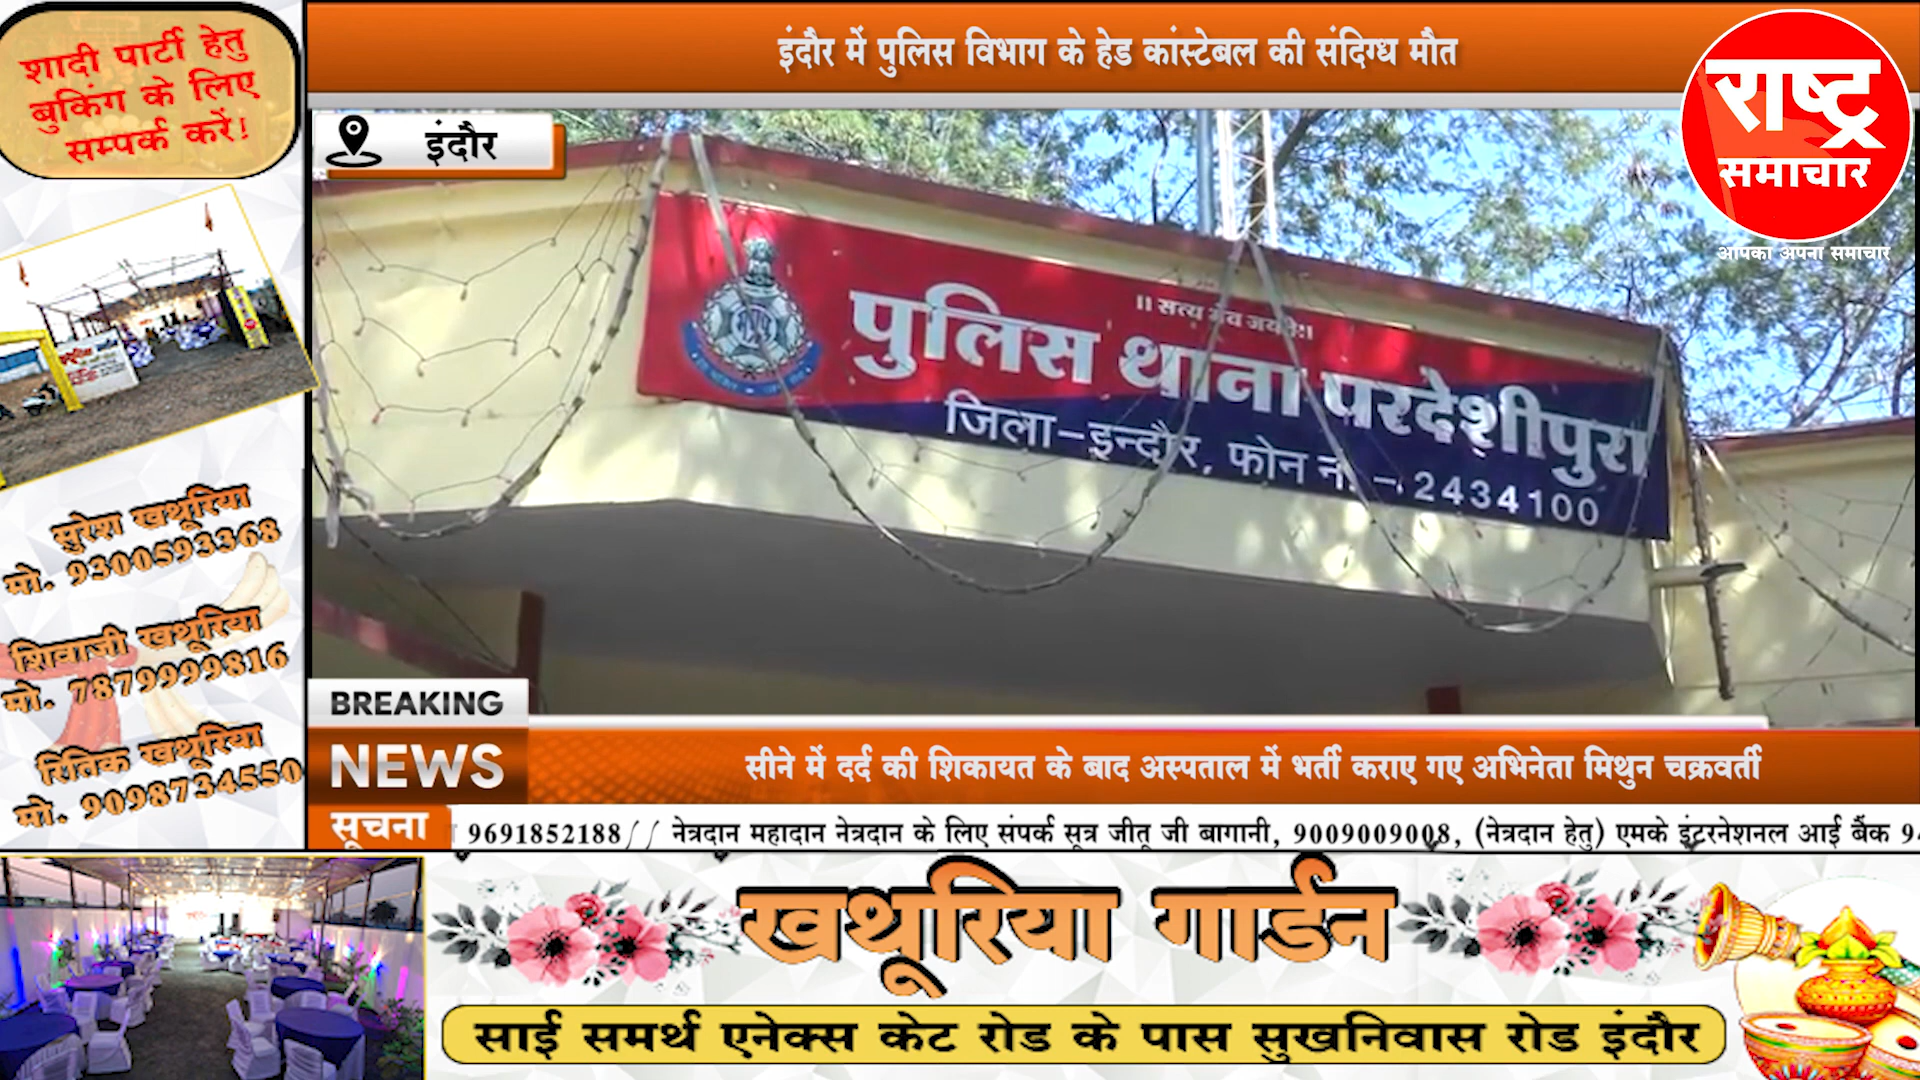 शादी पार्टी हेतु
बुकिंग के लिए
सम्पर्क करें!
इंदौर में पुलिस विभाग के हेड कांस्टेबल की संदिग्ध मौत
राष्ट्र
समाचार
आपका अपना समाचार
इंदौर
॥ सत्य मेव जयते॥
पुलिस थाना परदेशीपुरा
जिला-इन्दौर, फोन नं. - 2434100
सुरेश खथूरिया
मो. 9300593368
शिवाजी खथूरिया
मो. 7879999816
रितिक खथूरिया
मो. 9098734550
BREAKING
NEWS
सीने में दर्द की शिकायत के बाद अस्पताल में भर्ती कराए गए अभिनेता मिथुन चक्रवर्ती
सूचना
9691852188// नेत्रदान महादान नेत्रदान के लिए संपर्क सूत्र जीतू जी बागानी, 9009009008, (नेत्रदान हेतु) एमके इंटरनेशनल आई बैंक
खथूरिया गार्डन
साई समर्थ एनेक्स केट रोड के पास सुखनिवास रोड इंदौर